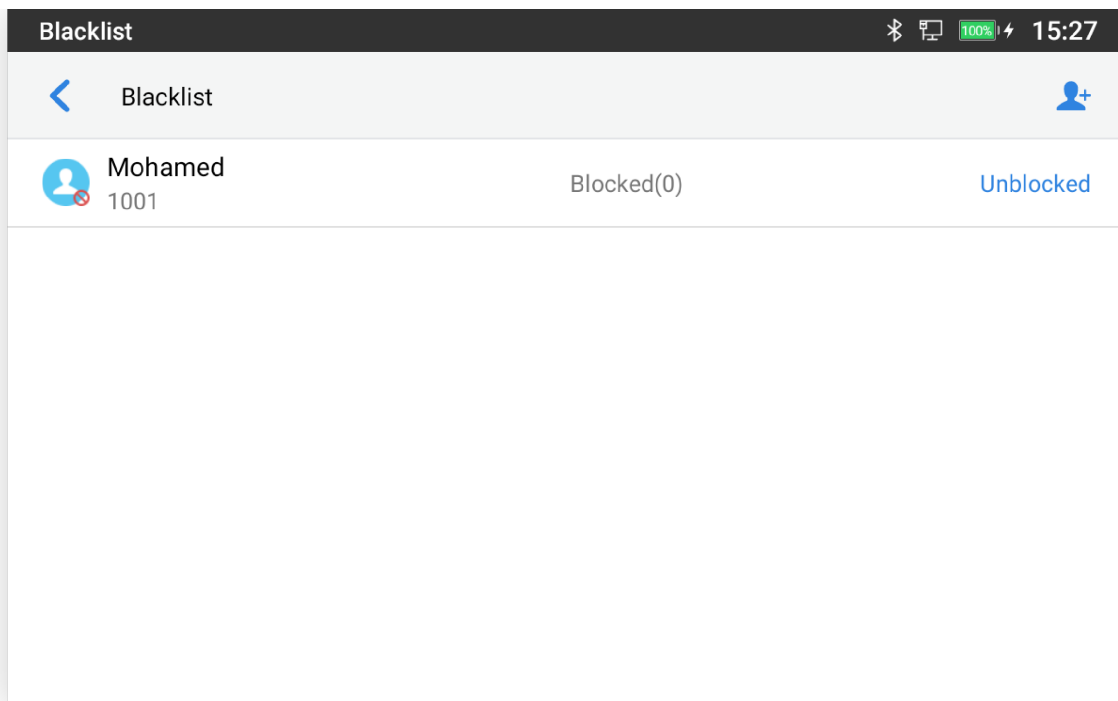 Blacklist 100% 15:27
Blacklist
Mohamed
1001
Blocked(0)
Unblocked